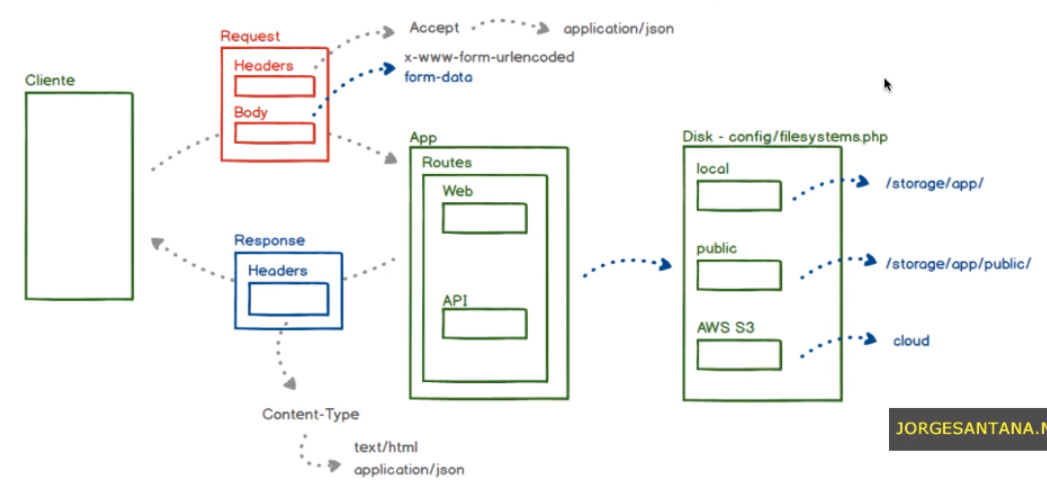 Cliente
Request
Headers
Body
Accept
application/json
x-www-form-urlencoded
form-data
App
Routes
Web
API
Response
Headers
Content-Type
text/html
application/json
Disk - config/filesystems.php
local
/storage/app/
public
/storage/app/public/
AWS S3
cloud
JORGESANTANA.N